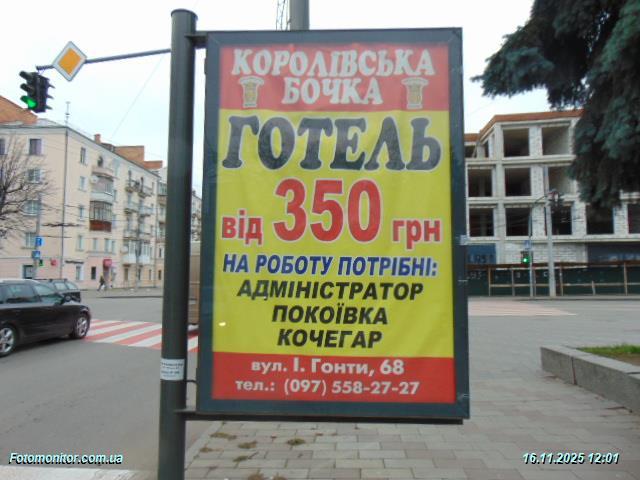 КОРОЛІВСЬКА
БОЧКА
ГОТЕЛЬ
від 350 грн
НА РОБОТУ ПОТРІБНІ:
АДМІНІСТРАТОР
ПОКОЇВКА
КОЧЕГАР
вул. І. Гонти, 68
тел.: (097) 558-27-27
Fotomonitor.com.ua
16.11.2025 12:01